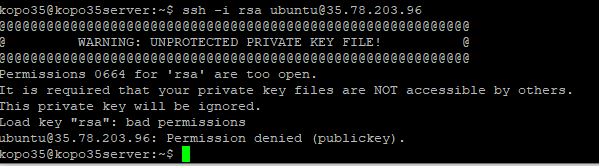 kopo35@kopo35server:~$ ssh -i rsa ubuntu@35.78.203.96
@@@@@@@@@@@@@@@@@@@@@@@@@@@@@@@@@@@@@@@@@@@@@@@@@@@@@@@@@@@
@         WARNING: UNPROTECTED PRIVATE KEY FILE!          @
@@@@@@@@@@@@@@@@@@@@@@@@@@@@@@@@@@@@@@@@@@@@@@@@@@@@@@@@@@@
Permissions 0664 for 'rsa' are too open.
It is required that your private key files are NOT accessible by others.
This private key will be ignored.
Load key "rsa": bad permissions
ubuntu@35.78.203.96: Permission denied (publickey).
kopo35@kopo35server:~$